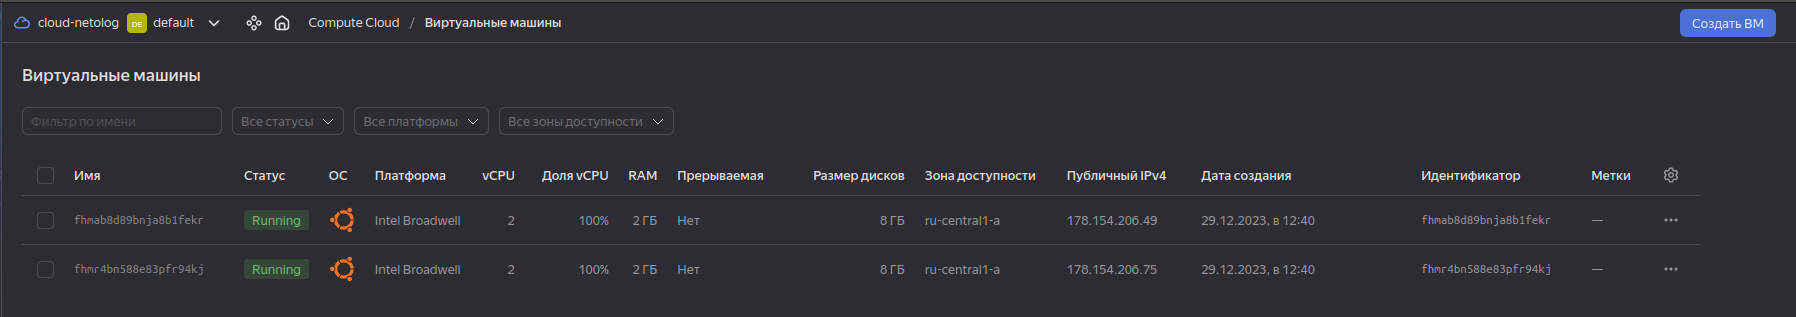 cloud-netolog DE default Compute Cloud / Виртуальные машины Создать ВМ
Виртуальные машины
Фильтр по имени Все статусы Все платформы Все зоны доступности
Имя Статус ОС Платформа vCPU Доля vCPU RAM Прерываемая Размер дисков Зона доступности Публичный IPv4 Дата создания Идентификатор Метки
fhmab8d89bnja8b1fekr Running Intel Broadwell 2 100% 2 ГБ Нет 8 ГБ ru-central1-a 178.154.206.49 29.12.2023, в 12:40 fhmab8d89bnja8b1fekr —
fhmr4bn588e83pfr94kj Running Intel Broadwell 2 100% 2 ГБ Нет 8 ГБ ru-central1-a 178.154.206.75 29.12.2023, в 12:40 fhmr4bn588e83pfr94kj —